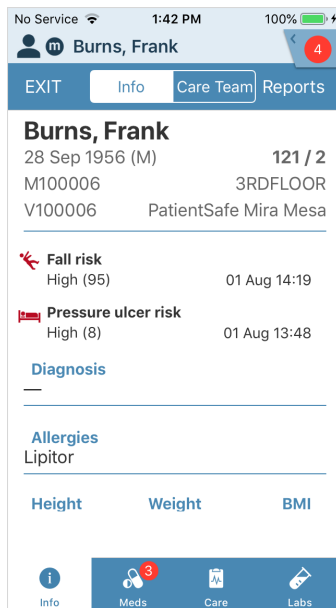 No Service 1:42 PM 100%
m Burns, Frank 4
EXIT Info Care Team Reports
Burns, Frank
28 Sep 1956 (M) 121 / 2
M100006 3RDFLOOR
V100006 PatientSafe Mira Mesa
Fall risk
High (95) 01 Aug 14:19
Pressure ulcer risk
High (8) 01 Aug 13:48
Diagnosis
—
Allergies
Lipitor
Height Weight BMI
3
Info Meds Care Labs